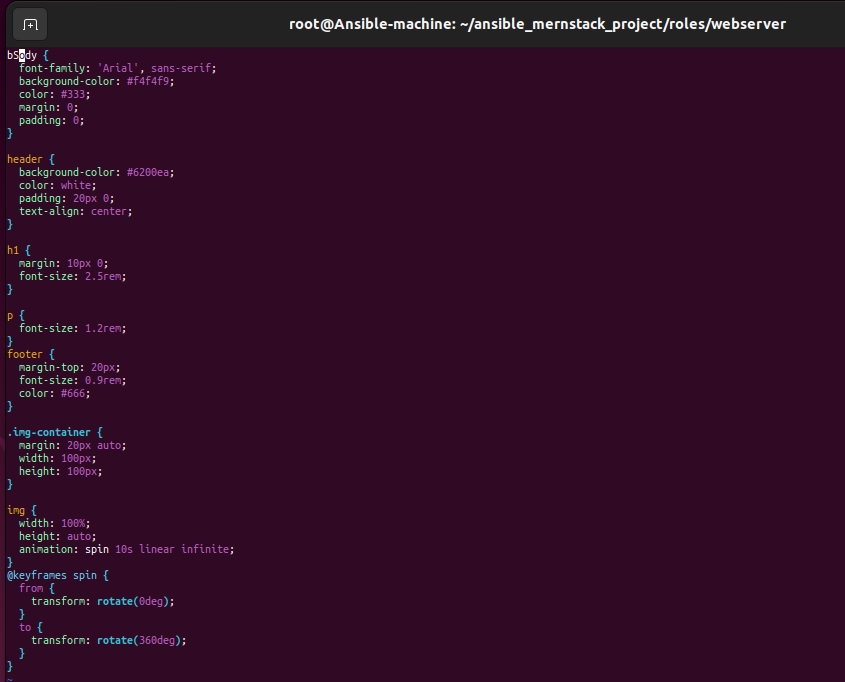 root@Ansible-machine: ~/ansible_mernstack_project/roles/webserver
bSody {
  font-family: 'Arial', sans-serif;
  background-color: #f4f4f9;
  color: #333;
  margin: 0;
  padding: 0;
}

header {
  background-color: #6200ea;
  color: white;
  padding: 20px 0;
  text-align: center;
}

h1 {
  margin: 10px 0;
  font-size: 2.5rem;
}

p {
  font-size: 1.2rem;
}
footer {
  margin-top: 20px;
  font-size: 0.9rem;
  color: #666;
}

.img-container {
  margin: 20px auto;
  width: 100px;
  height: 100px;
}

img {
  width: 100%;
  height: auto;
  animation: spin 10s linear infinite;
}
@keyframes spin {
  from {
    transform: rotate(0deg);
  }
  to {
    transform: rotate(360deg);
  }
}
~